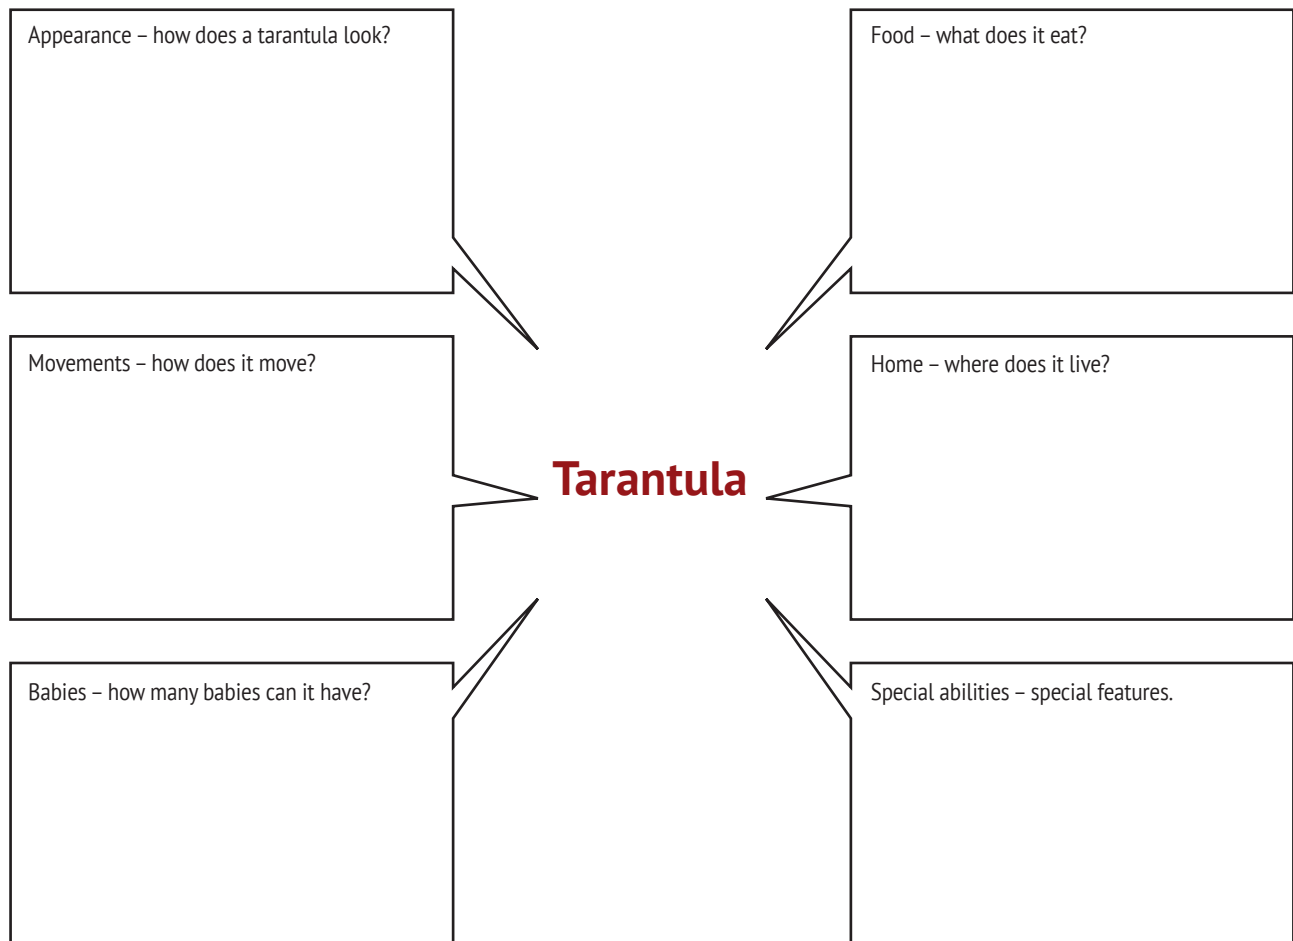 Appearance – how does a tarantula look?
Food – what does it eat?
Movements – how does it move?
Home – where does it live?
Tarantula
Babies – how many babies can it have?
Special abilities – special features.